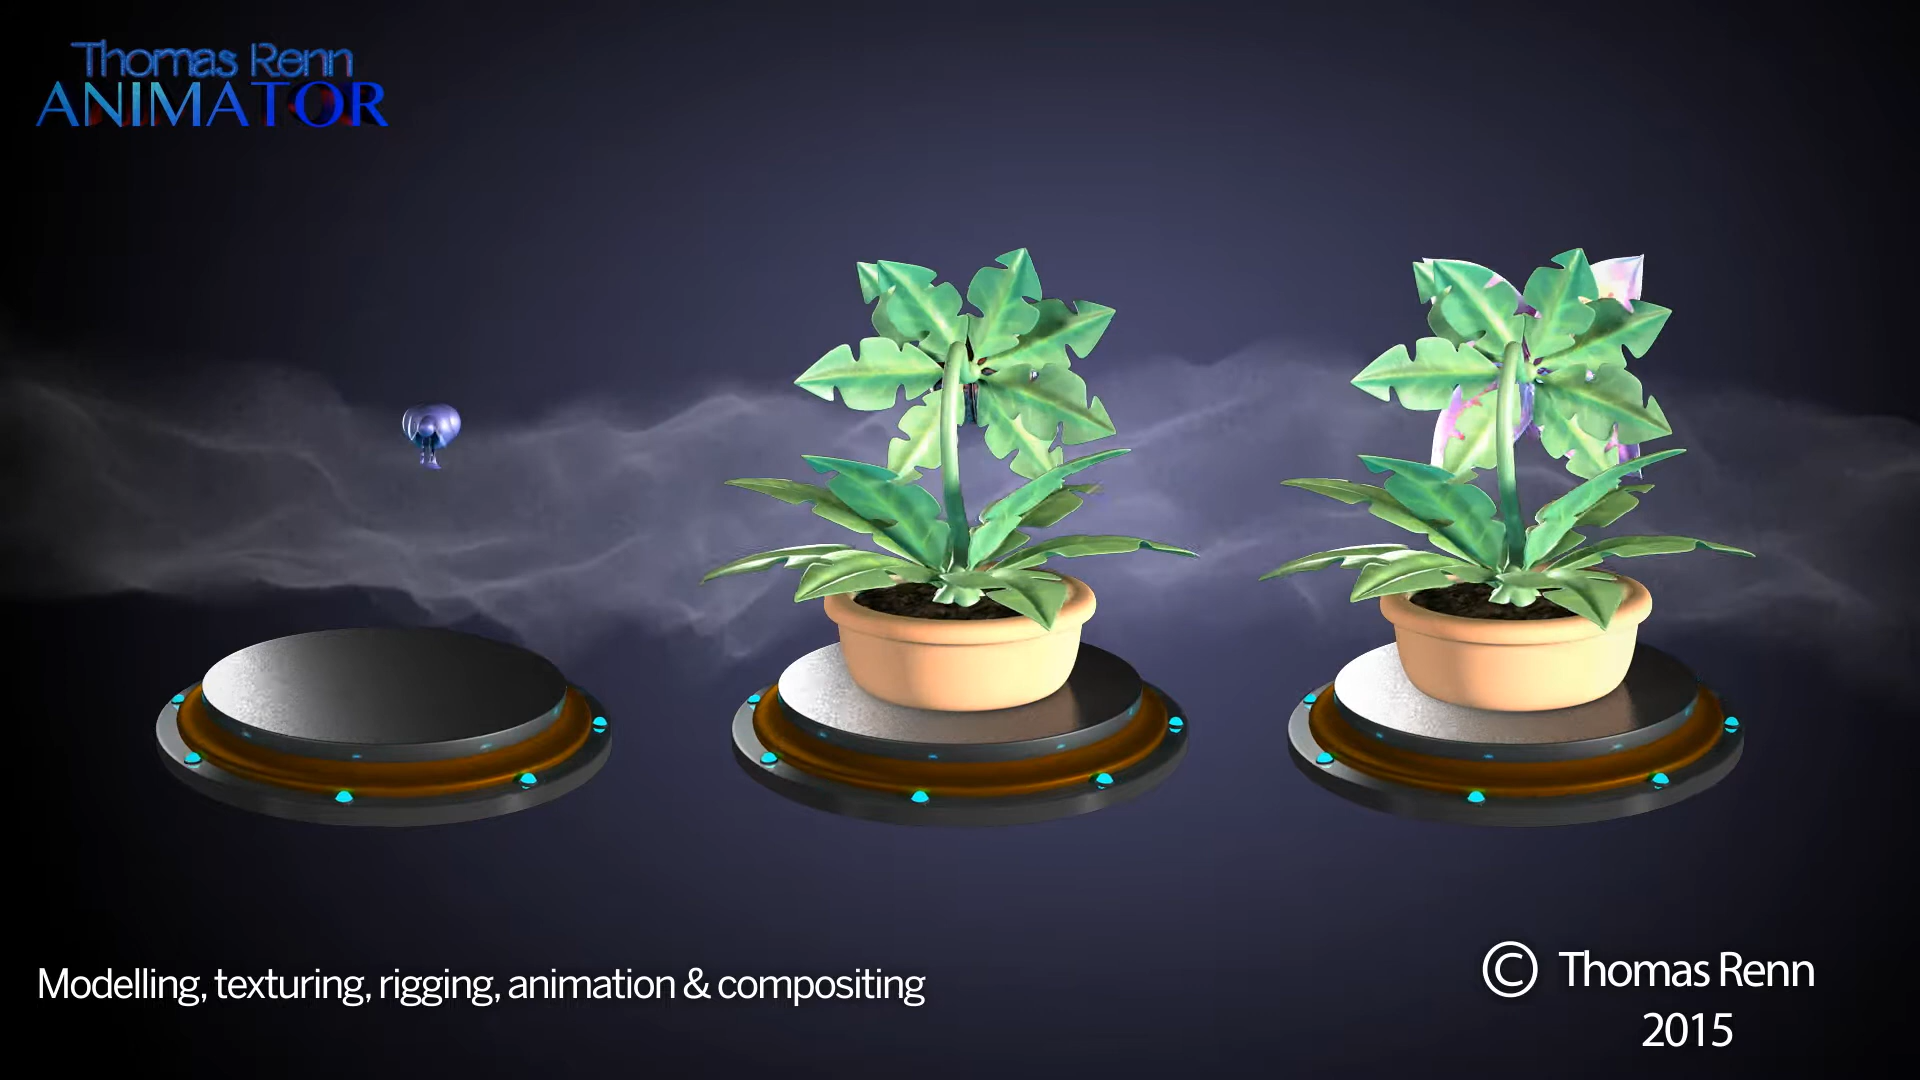 Thomas Renn
ANIMATOR
Modelling, texturing, rigging, animation & compositing
© Thomas Renn
2015